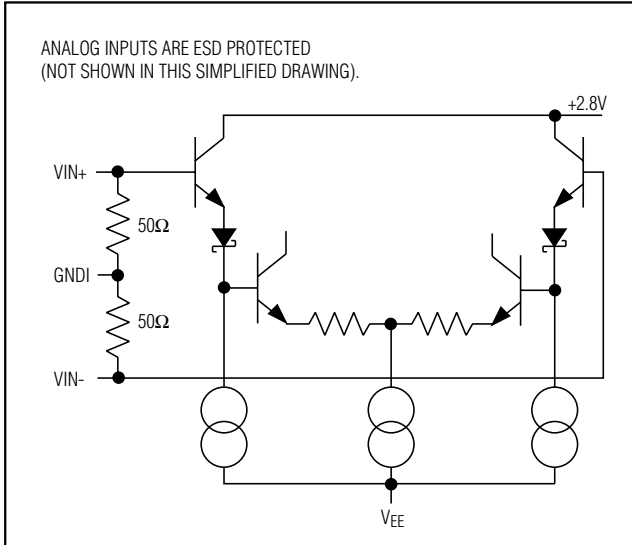 ANALOG INPUTS ARE ESD PROTECTED
(NOT SHOWN IN THIS SIMPLIFIED DRAWING).
+2.8V
VIN+
50Ω
GNDI
50Ω
VIN-
VEE